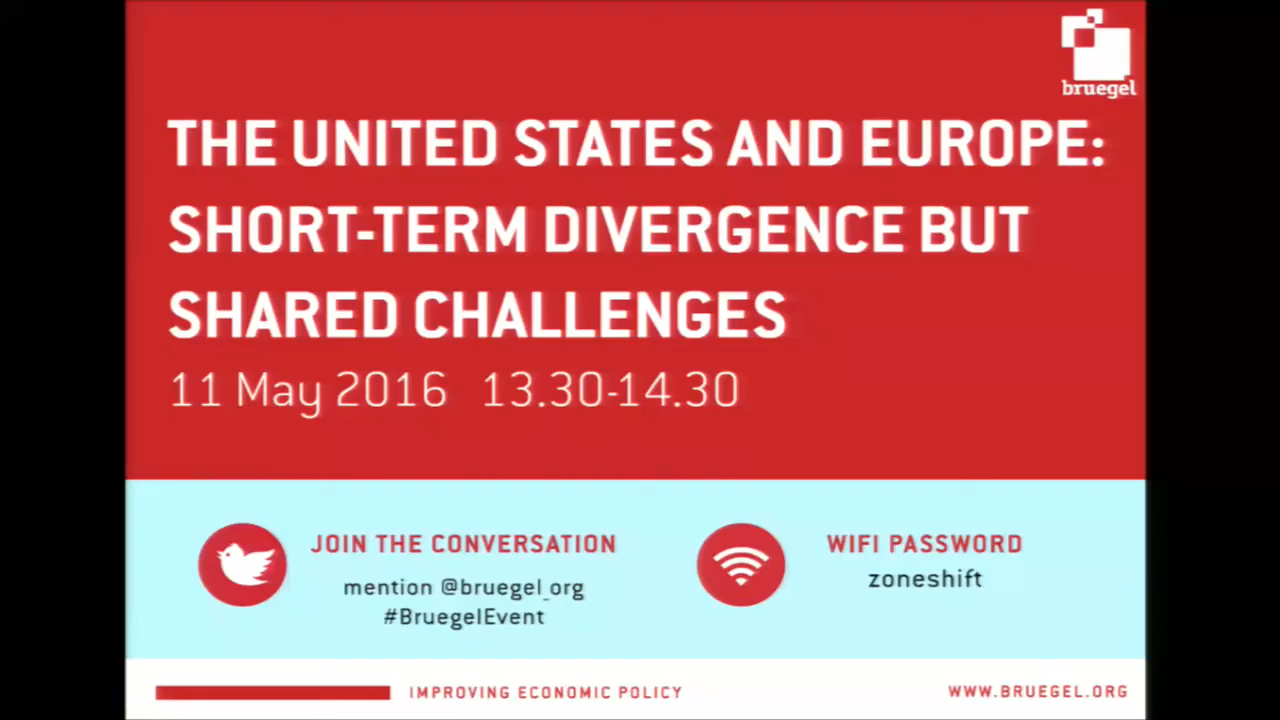 bruegel
THE UNITED STATES AND EUROPE:
SHORT-TERM DIVERGENCE BUT
SHARED CHALLENGES
11 May 2016 13.30-14.30
JOIN THE CONVERSATION
mention @bruegel_org
#BruegelEvent
WIFI PASSWORD
zoneshift
IMPROVING ECONOMIC POLICY
WWW.BRUEGEL.ORG